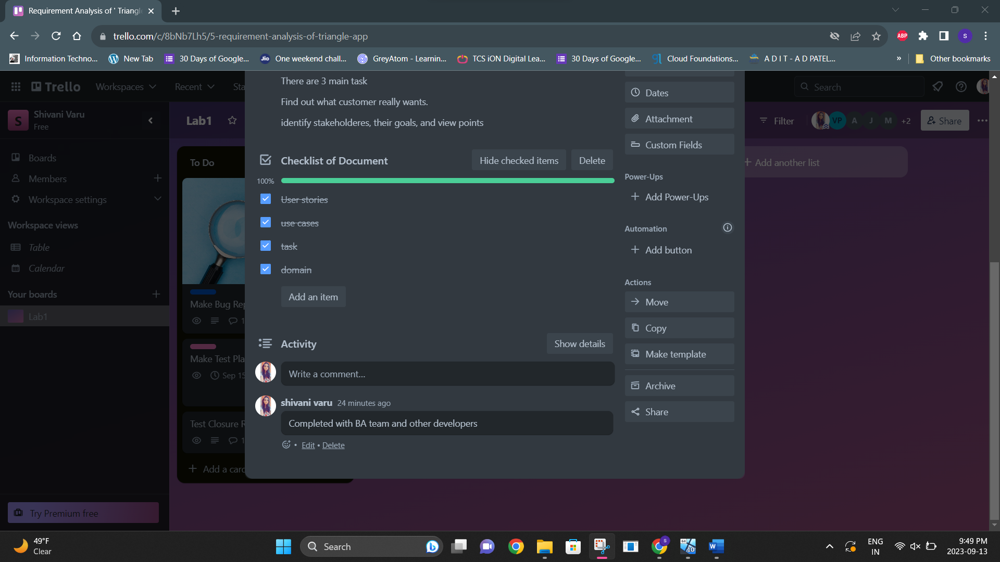 Requirement Analysis of ' Triangl
trello.com/c/8bNb7Lh5/5-requirement-analysis-of-triangle-app
ABP
s
Information Techno...
New Tab
30 Days of Google...
Jio
One weekend chall...
GreyAtom - Learnin...
TCS iON Digital Lea...
30 Days of Google...
Cloud Foundations...
A D I T - A D PATEL...
»
Other bookmarks
Trello
Workspaces
Recent
Sta
Search
S
Shivani Varu
Free
Boards
Members
Workspace settings
Workspace views
Table
Calendar
Your boards
Lab1
Try Premium free
Lab1
Filter
VP
A
J
M
+2
Share
To Do
Make Bug Rep
1
Make Test Pla
Sep 15
Test Closure R
1
Add a card
Add another list
There are 3 main task
Find out what customer really wants.
identify stakeholderes, their goals, and view points
Checklist of Document
Hide checked items
Delete
100%
User stories
use cases
task
domain
Add an item
Activity
Show details
Write a comment...
shivani varu 24 minutes ago
Completed with BA team and other developers
• Edit • Delete
Dates
Attachment
Custom Fields
Power-Ups
Add Power-Ups
Automation
Add button
Actions
Move
Copy
Make template
Archive
Share
49°F
Clear
Search
s
64
10
W
ENG
IN
9:49 PM
2023-09-13